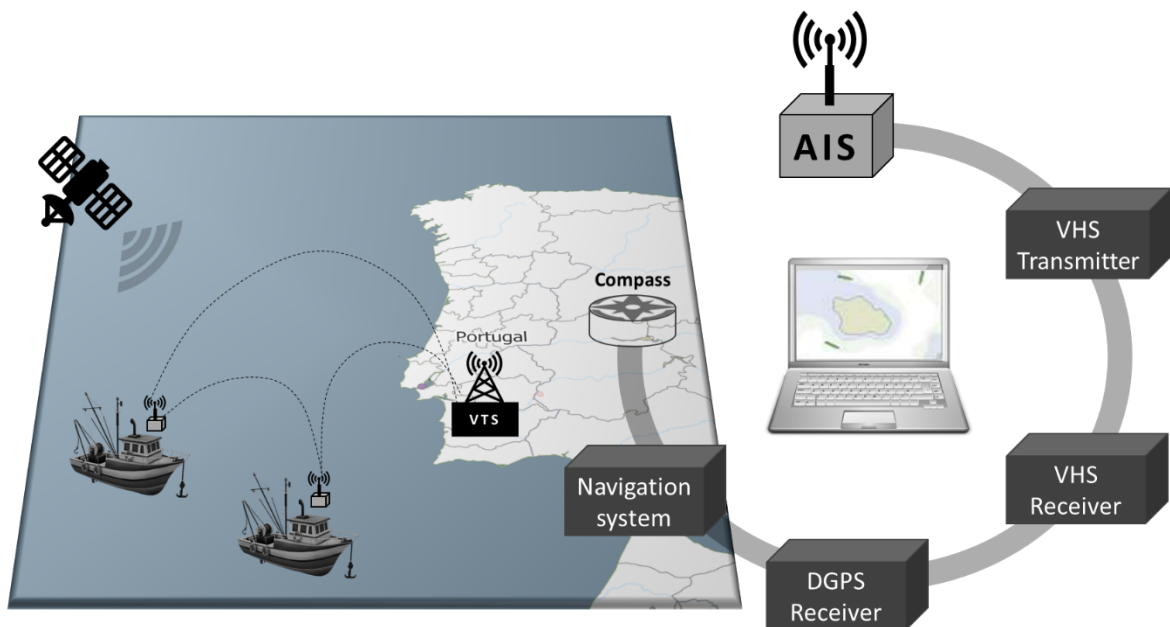 AIS
VHS
Transmitter
Compass
Portugal
VTS
Navigation
system
VHS
Receiver
DGPS
Receiver